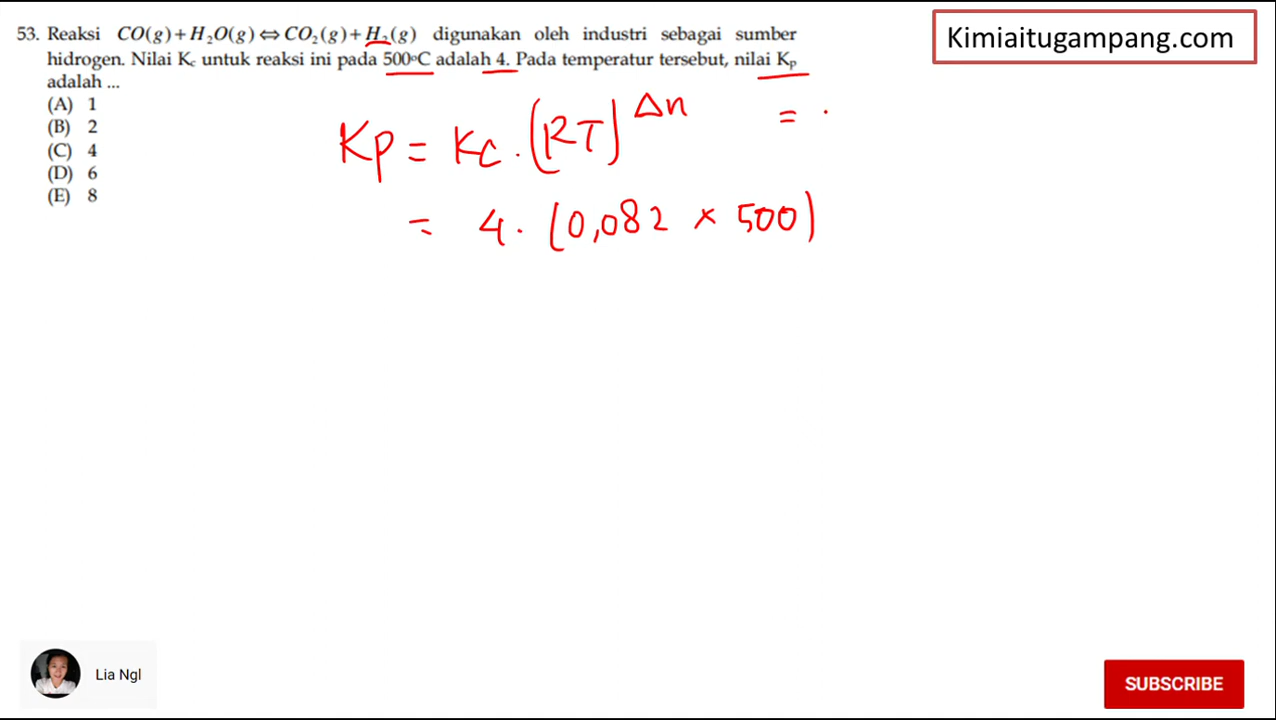 53. Reaksi CO(g)+H₂O(g)⇔CO₂(g)+H₂(g) digunakan oleh industri sebagai sumber
hidrogen. Nilai K꜀ untuk reaksi ini pada 500°C adalah 4. Pada temperatur tersebut, nilai Kₚ
adalah ...
(A) 1
(B) 2
(C) 4
(D) 6
(E) 8
Kimiaitugampang.com
Kp = Kc . (RT)^Δn =
= 4. (0,082 × 500)
Lia Ngl
SUBSCRIBE